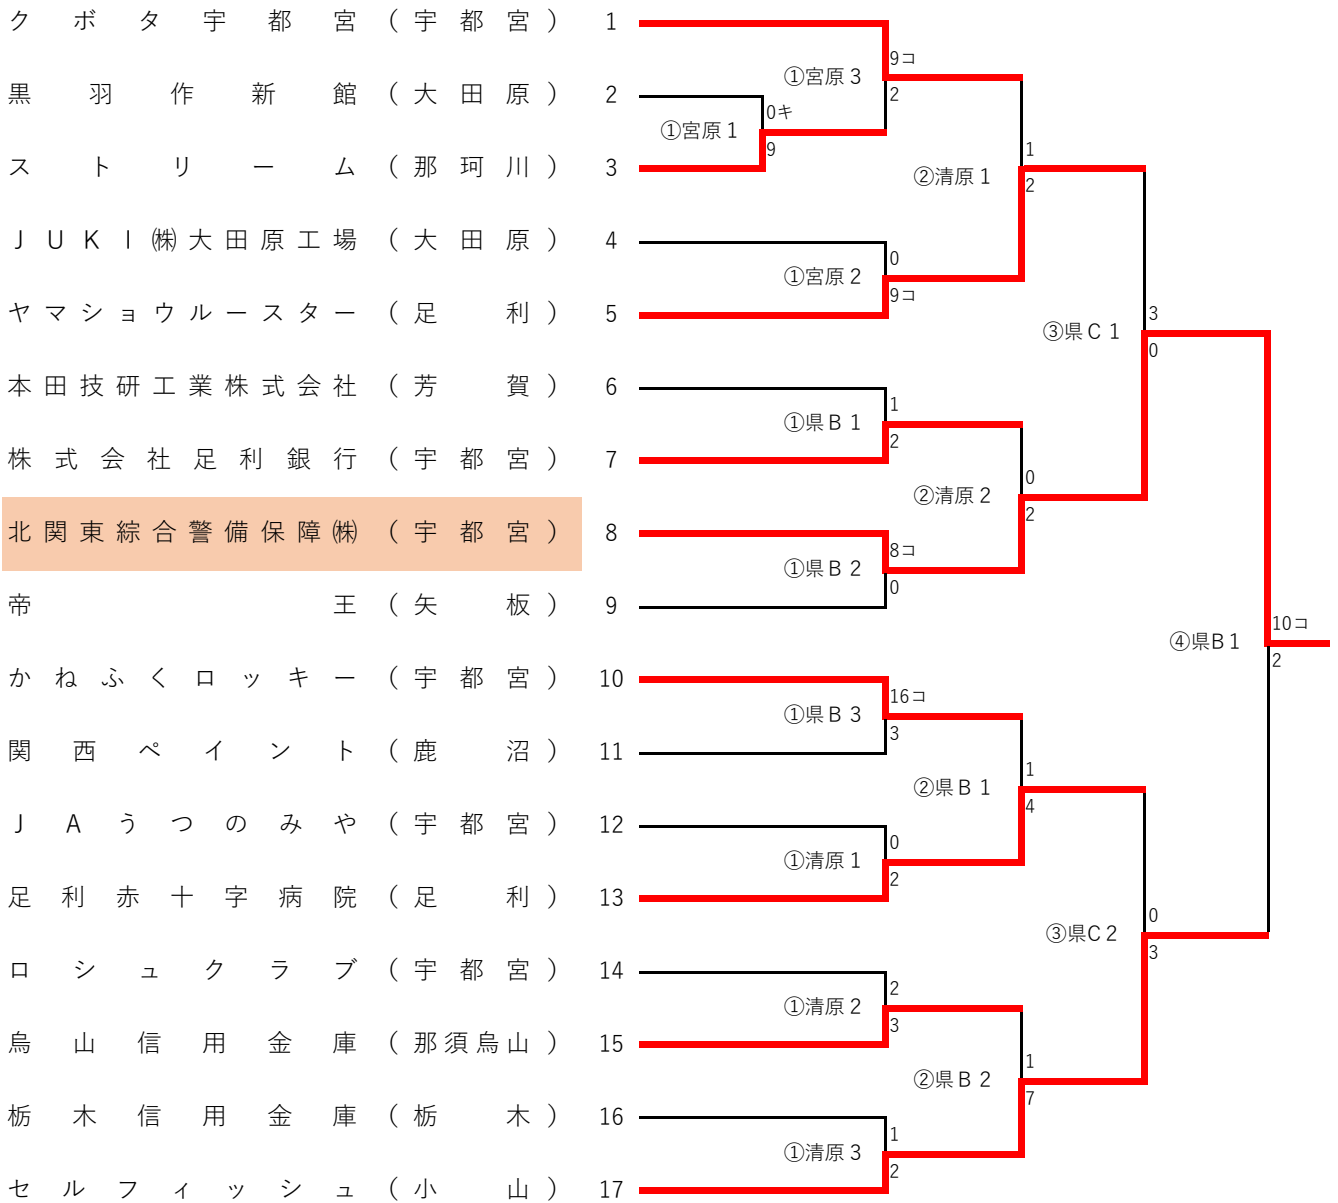 クボタ宇都宮（宇都宮） 1
黒羽作新館（大田原） 2
ストリーム（那珂川） 3
ＪＵＫＩ㈱大田原工場（大田原） 4
ヤマショウルースター（足利） 5
本田技研工業株式会社（芳賀） 6
株式会社足利銀行（宇都宮） 7
北関東綜合警備保障㈱（宇都宮） 8
帝王（矢板） 9
かねふくロッキー（宇都宮） 10
関西ペイント（鹿沼） 11
ＪＡうつのみや（宇都宮） 12
足利赤十字病院（足利） 13
ロシュクラブ（宇都宮） 14
烏山信用金庫（那須烏山） 15
栃木信用金庫（栃木） 16
セルフィッシュ（小山） 17
①宮原１
0キ
9
①宮原３
9コ
2
①宮原２
0
9コ
①県Ｂ１
1
2
①県Ｂ２
8コ
0
①県Ｂ３
16コ
3
①清原１
0
2
①清原２
2
3
①清原３
1
2
②清原１
1
2
②清原２
0
2
②県Ｂ１
1
4
②県Ｂ２
1
7
③県Ｃ１
3
0
③県C２
0
3
④県B１
10コ
2